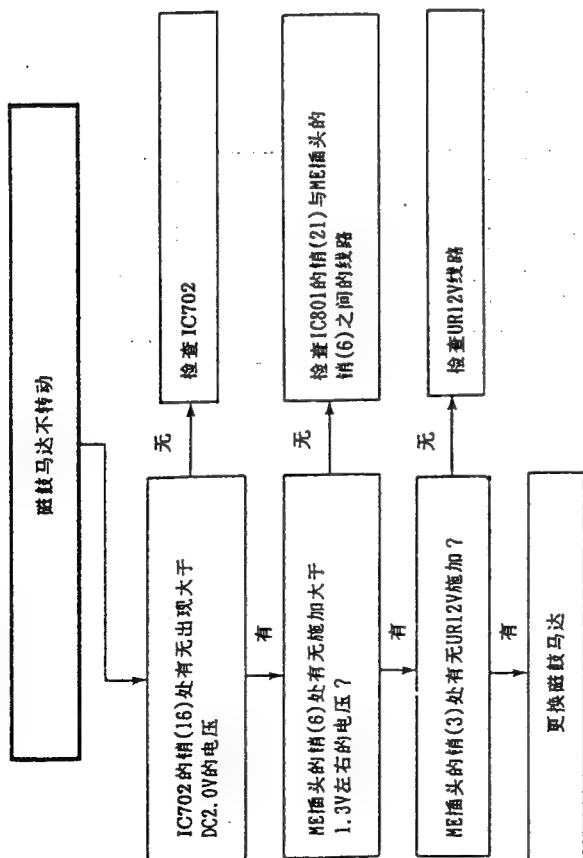 磁鼓马达不转动
IC702的销(16)处有无出现大于
DC2.0V的电压
无
检查IC702
有
ME插头的销(6)处有无施加大于
1.3V左右的电压？
无
检查IC801的销(21)与ME插头的
销(6)之间的线路
有
ME插头的销(3)处有无UR12V施加？
无
检查UR12V线路
有
更换磁鼓马达